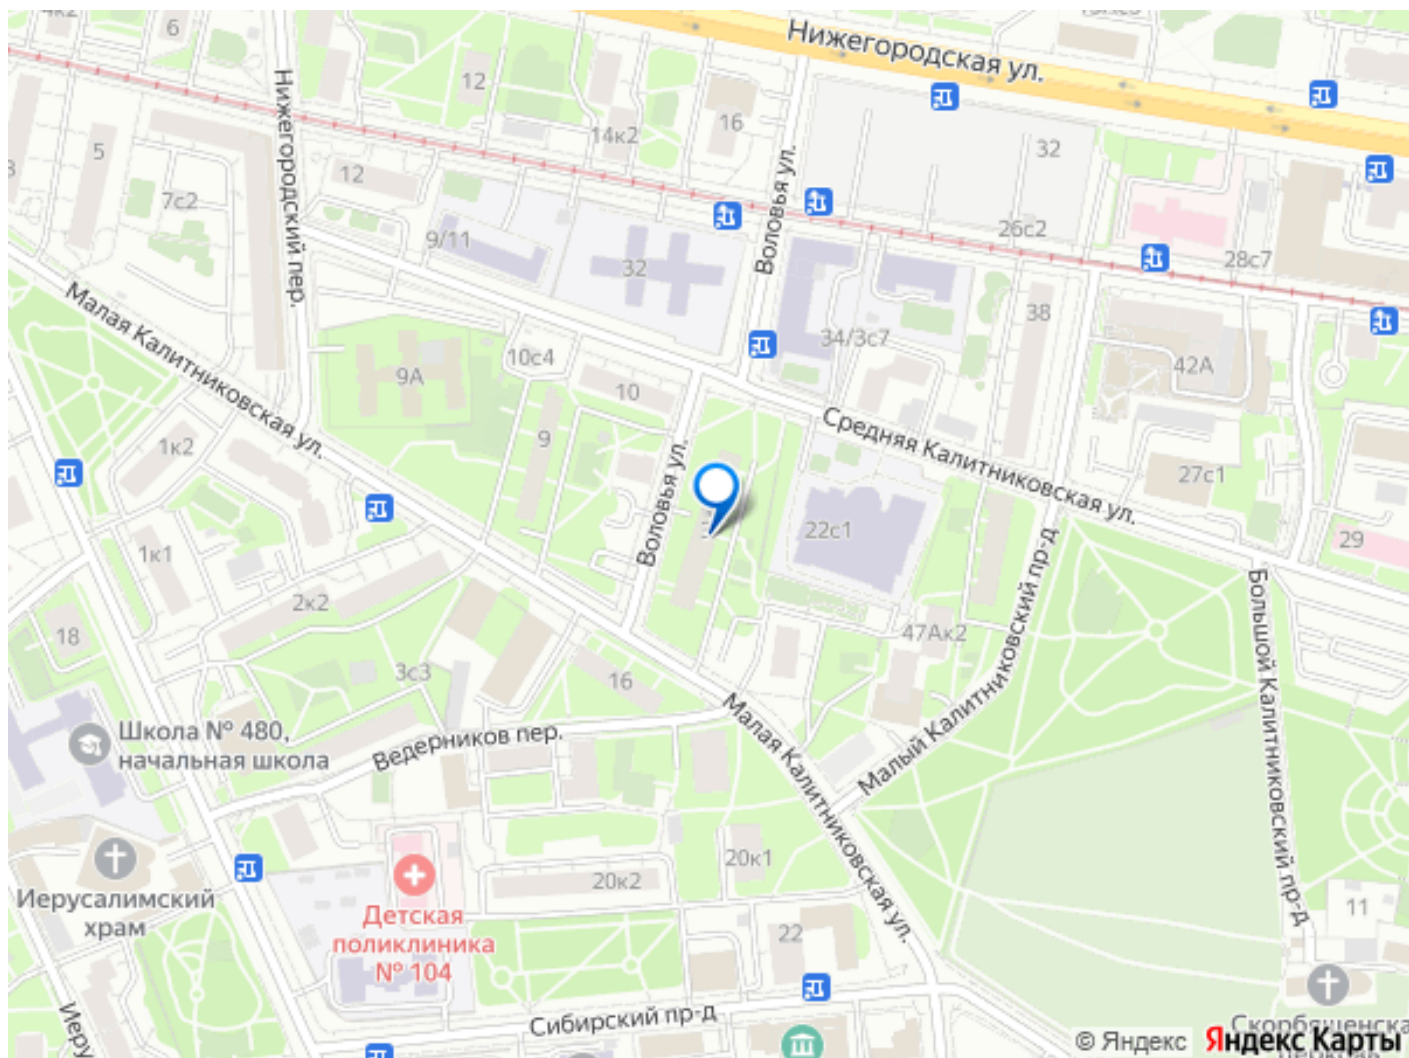 4к2
6
Нижегородская ул.
12
14к2
16
32
5
12
7с2
Нижегородский пер.
Воловья ул.
9/11
32
26с2
28с7
38
34/3с7
42А
Малая Калитниковская ул.
10с4
9А
10
9
Средняя Калитниковская ул.
1к2
27с1
Воловья ул.
22с1
29
1к1
2к2
Малый Калитниковский пр-д
Большой Калитниковский пр-д
18
47Ак2
3с3
16
Школа № 480,
начальная школа
Ведерников пер.
Малая Калитниковская ул.
20к1
20к2
Иерусалимский
храм
Детская
поликлиника
№ 104
22
11
Сибирский пр-д
© Яндекс Яндекс Карты